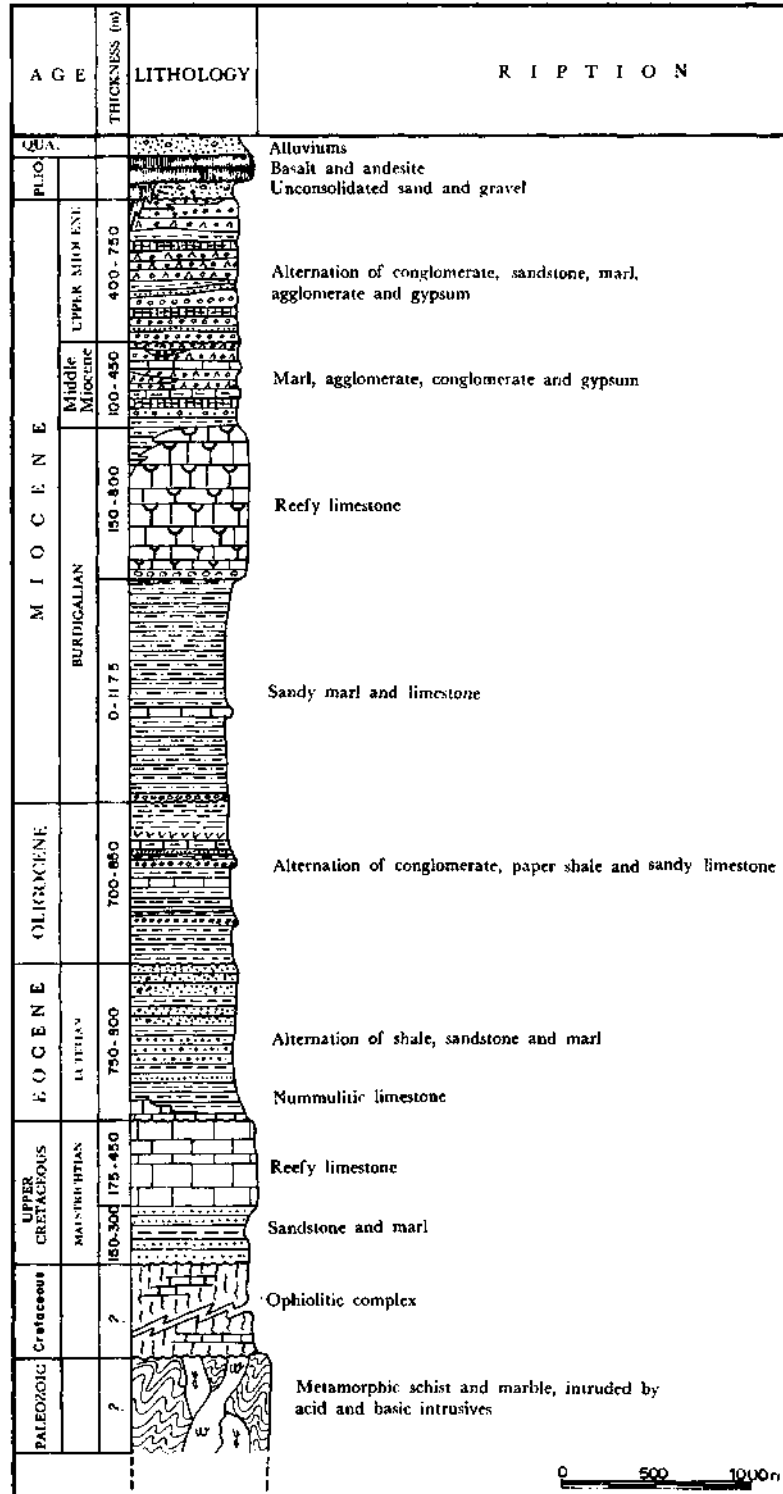 A G E
THICKNESS (m)
LITHOLOGY
R I P T I O N
QUA.
Alluviums
PLIO.
Basalt and andesite
Unconsolidated sand and gravel
MIOCENE
UPPER MIOCENE
400 - 750
Alternation of conglomerate, sandstone, marl,
agglomerate and gypsum
Middle
Miocene
100 - 450
Marl, agglomerate, conglomerate and gypsum
BURDIGALIAN
150 - 800
Reefy limestone
0 - 1175
Sandy marl and limestone
OLIGOCENE
700 - 850
Alternation of conglomerate, paper shale and sandy limestone
EOCENE
LUTETIAN
750 - 900
Alternation of shale, sandstone and marl
Nummulitic limestone
UPPER
CRETACEOUS
MAESTRICHTIAN
175 - 450
Reefy limestone
150-300
Sandstone and marl
Cretaceous
?
Ophiolitic complex
PALEOZOIC
?
Metamorphic schist and marble, intruded by
acid and basic intrusives
0 500 1000